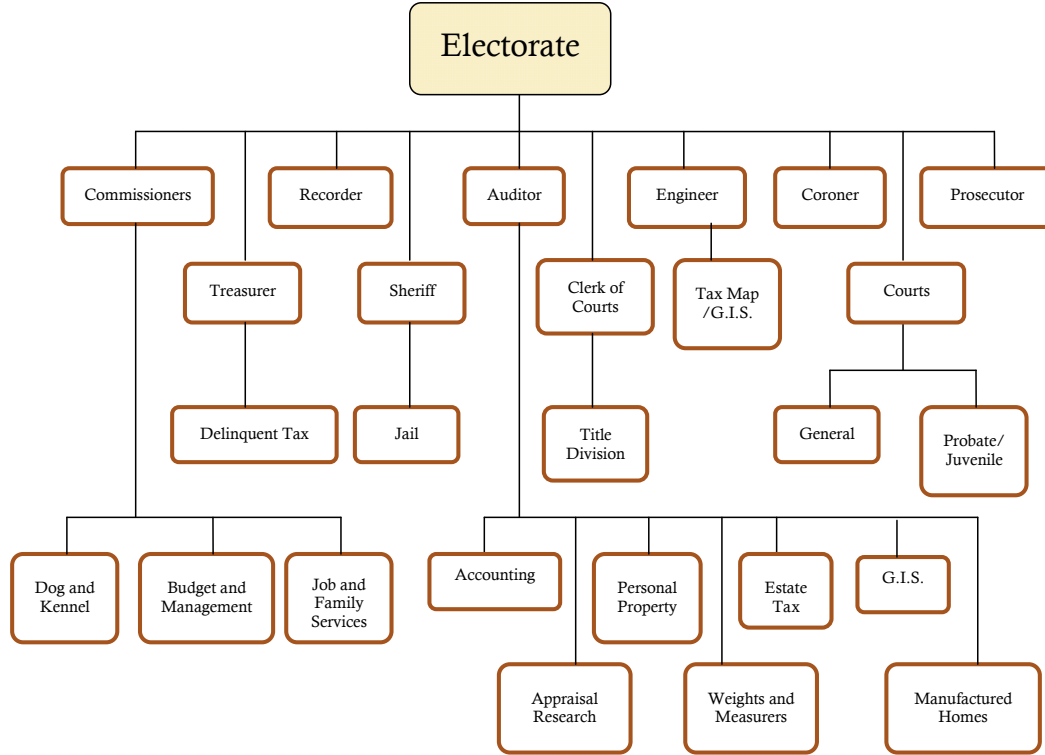 Electorate
Commissioners
Recorder
Auditor
Engineer
Coroner
Prosecutor
Treasurer
Sheriff
Clerk of
Courts
Tax Map
/G.I.S.
Courts
Delinquent Tax
Jail
Title
Division
General
Probate/
Juvenile
Dog and
Kennel
Budget and
Management
Job and
Family
Services
Accounting
Personal
Property
Estate
Tax
G.I.S.
Appraisal
Research
Weights and
Measurers
Manufactured
Homes